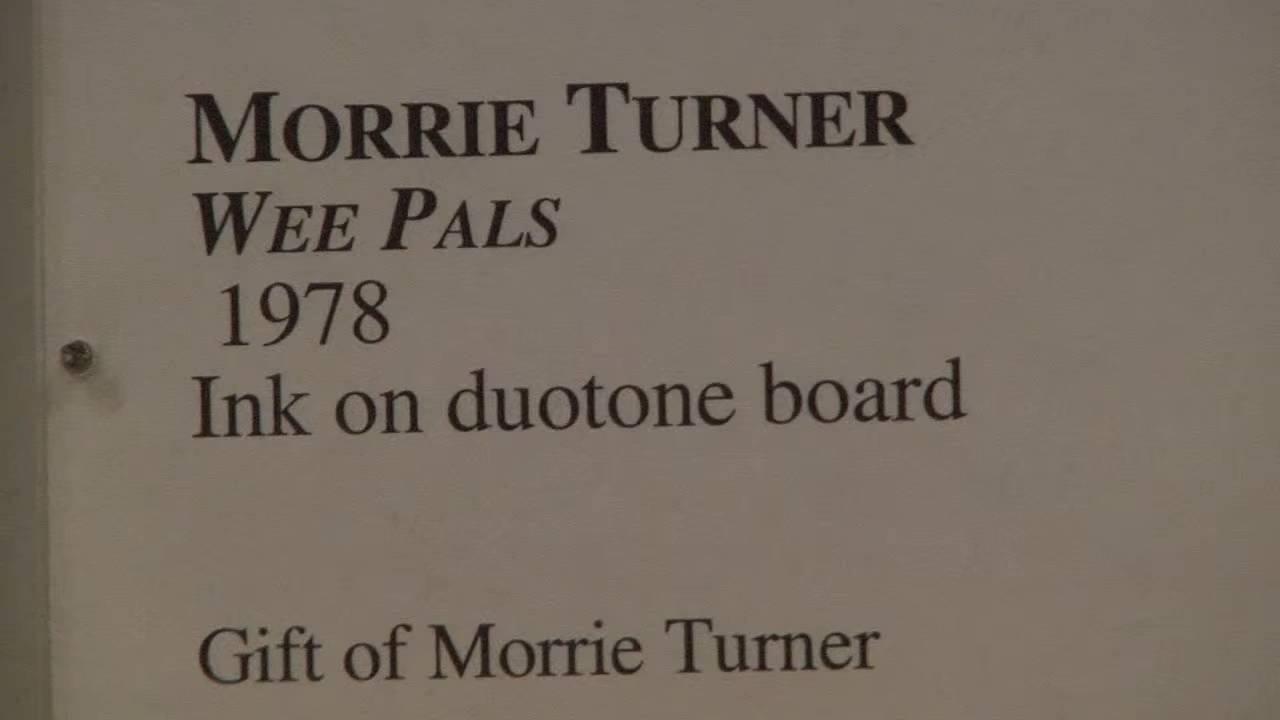 MORRIE TURNER
WEE PALS
1978
Ink on duotone board
Gift of Morrie Turner